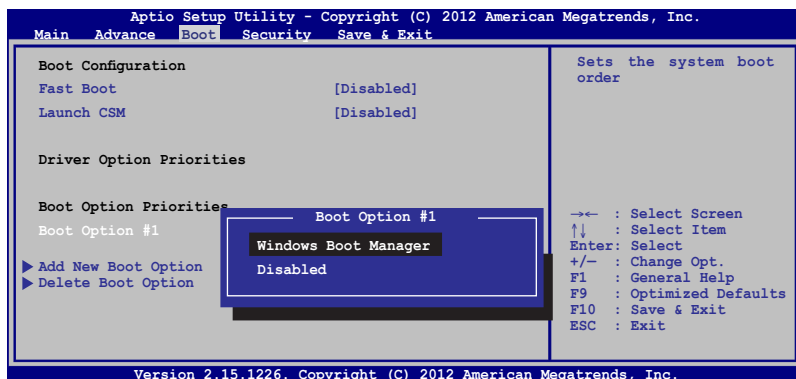 Aptio Setup Utility - Copyright (C) 2012 American Megatrends, Inc.
Main Advance Boot Security Save & Exit
Boot Configuration
Fast Boot [Disabled]
Launch CSM [Disabled]
Driver Option Priorities
Boot Option Priorities
Boot Option #1
Add New Boot Option
Delete Boot Option
Boot Option #1
Windows Boot Manager
Disabled
Sets the system boot
order
→← : Select Screen
↑↓ : Select Item
Enter: Select
+/— : Change Opt.
F1 : General Help
F9 : Optimized Defaults
F10 : Save & Exit
ESC : Exit
Version 2.15.1226. Copyright (C) 2012 American Megatrends, Inc.